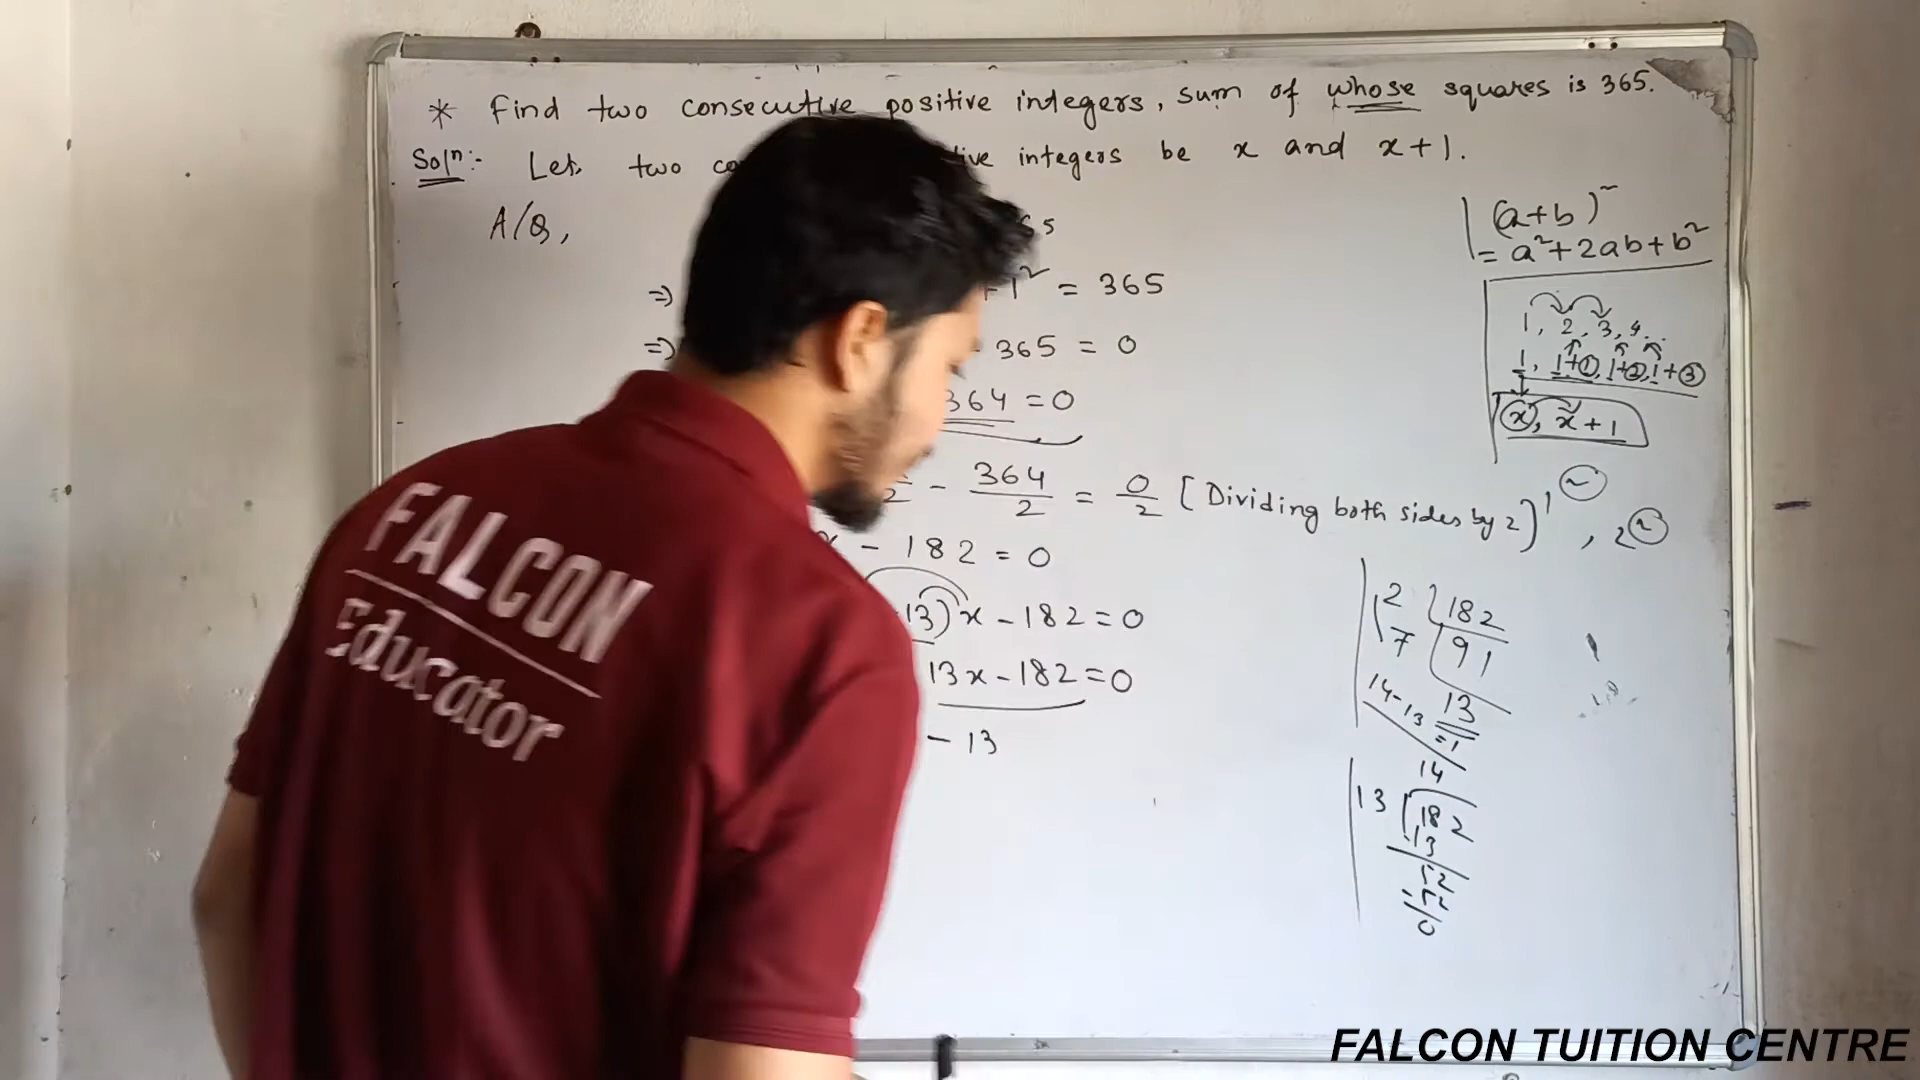 * Find two consecutive positive integers, sum of whose squares is 365.
Solⁿ:- Let two integers be x and x+1.
A/Q,
65
⇒ +1² = 365
⇒ - 365 = 0
364 = 0
2 - 364/2 = 0/2 [Dividing both sides by 2]
x - 182 = 0
13)x - 182 = 0
13x - 182 = 0
- 13
(a+b)²
= a²+2ab+b²
1, 2, 3, 4..
1, 1+1, 1+2, 1+3
x, x+1
2 182
7 91
14-13 13
=1
14
13 182
13
52
52
0
FALCON
Educator
FALCON TUITION CENTRE